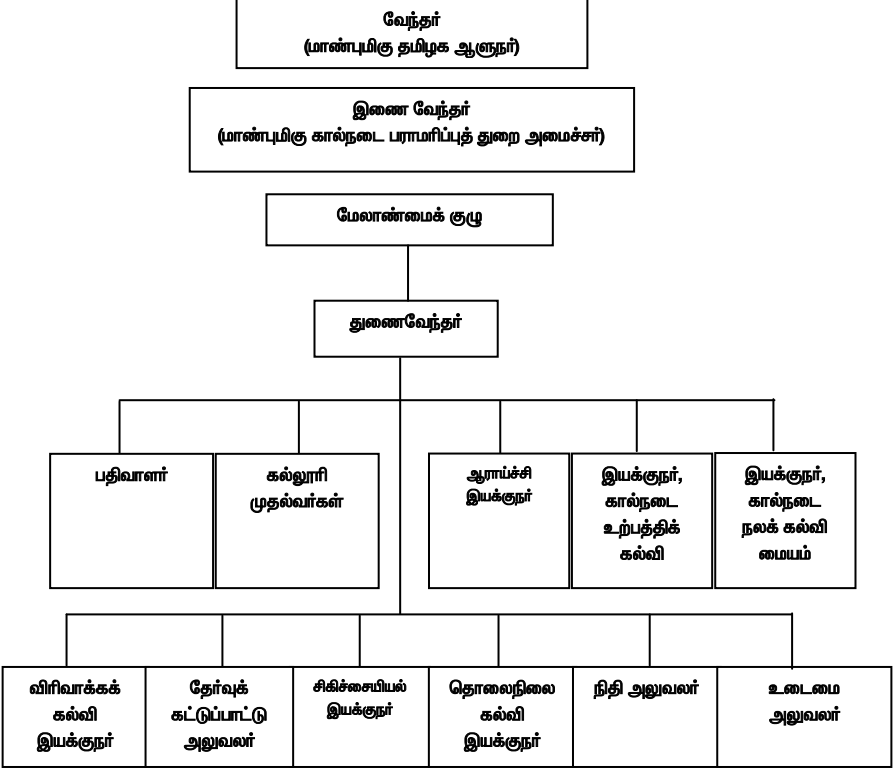 வேந்தர்
(மாண்புமிகு தமிழக ஆளுநர்)
இணை வேந்தர்
(மாண்புமிகு கால்நடை பராமரிப்புத் துறை அமைச்சர்)
மேலாண்மைக் குழு
துணைவேந்தர்
பதிவாளர்
கல்லூரி
முதல்வர்கள்
ஆராய்ச்சி
இயக்குநர்
இயக்குநர்,
கால்நடை
உற்பத்திக்
கல்வி
இயக்குநர்,
கால்நடை
நலக் கல்வி
மையம்
விரிவாக்கக்
கல்வி
இயக்குநர்
தேர்வுக்
கட்டுப்பாட்டு
அலுவலர்
சிகிச்சையியல்
இயக்குநர்
தொலைநிலை
கல்வி
இயக்குநர்
நிதி அலுவலர்
உடைமை
அலுவலர்